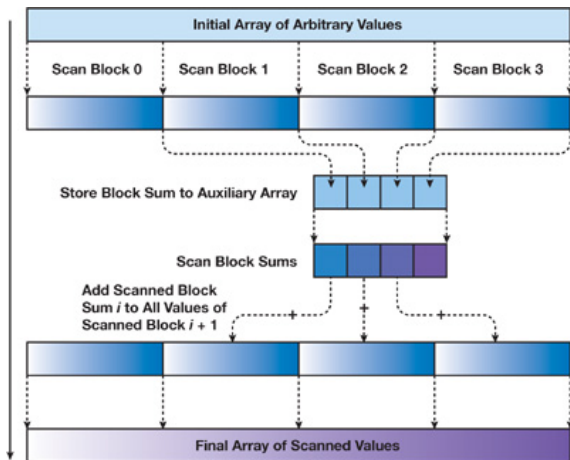 Initial Array of Arbitrary Values
Scan Block 0 Scan Block 1 Scan Block 2 Scan Block 3
Store Block Sum to Auxiliary Array
Scan Block Sums
Add Scanned Block
Sum i to All Values of
Scanned Block i + 1
+ + +
Final Array of Scanned Values